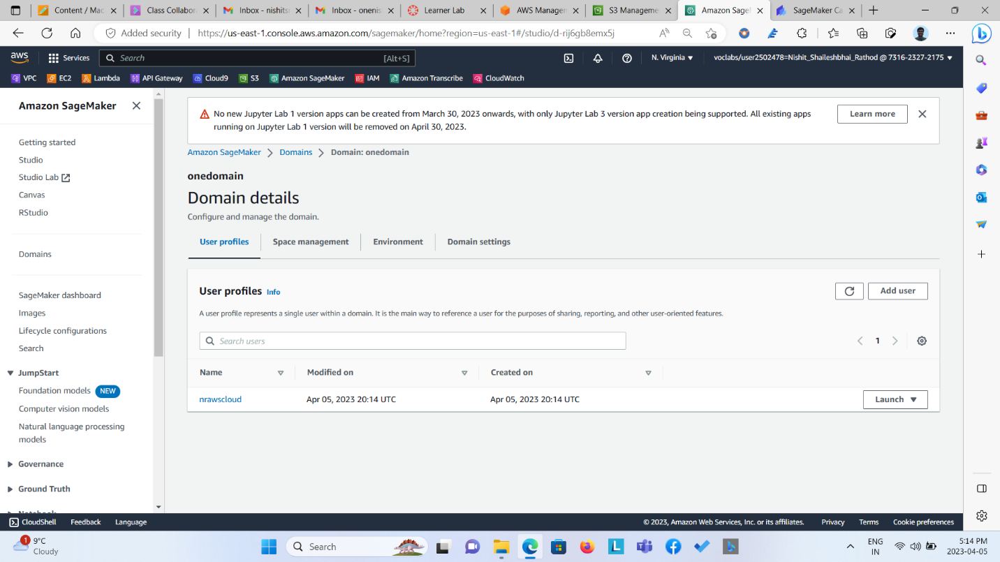 Content / Mac
Class Collabora
Inbox - nishits
Inbox - onenis
Learner Lab
AWS Managem
S3 Manageme
Amazon SageM
SageMaker Ca
Added security
https://us-east-1.console.aws.amazon.com/sagemaker/home?region=us-east-1#/studio/d-rij6gb8emx5j
aws
Services
Search
[Alt+S]
N. Virginia
voclabs/user2502478=Nishit_Shaileshbhai_Rathod @ 7316-2327-2175
VPC
EC2
Lambda
API Gateway
Cloud9
S3
Amazon SageMaker
IAM
Amazon Transcribe
CloudWatch
Amazon SageMaker
Getting started
Studio
Studio Lab
Canvas
RStudio
Domains
SageMaker dashboard
Images
Lifecycle configurations
Search
JumpStart
Foundation models NEW
Computer vision models
Natural language processing
models
Governance
Ground Truth
Notebook
No new Jupyter Lab 1 version apps can be created from March 30, 2023 onwards, with only Jupyter Lab 3 version app creation being supported. All existing apps
running on Jupyter Lab 1 version will be removed on April 30, 2023.
Learn more
Amazon SageMaker
Domains
Domain: onedomain
onedomain
Domain details
Configure and manage the domain.
User profiles
Space management
Environment
Domain settings
User profiles Info
Add user
A user profile represents a single user within a domain. It is the main way to reference a user for the purposes of sharing, reporting, and other user-oriented features.
Search users
1
Name
Modified on
Created on
nrawscloud
Apr 05, 2023 20:14 UTC
Apr 05, 2023 20:14 UTC
Launch
CloudShell
Feedback
Language
© 2023, Amazon Web Services, Inc. or its affiliates.
Privacy
Terms
Cookie preferences
1
9°C
Cloudy
Search
ENG
IN
5:14 PM
2023-04-05